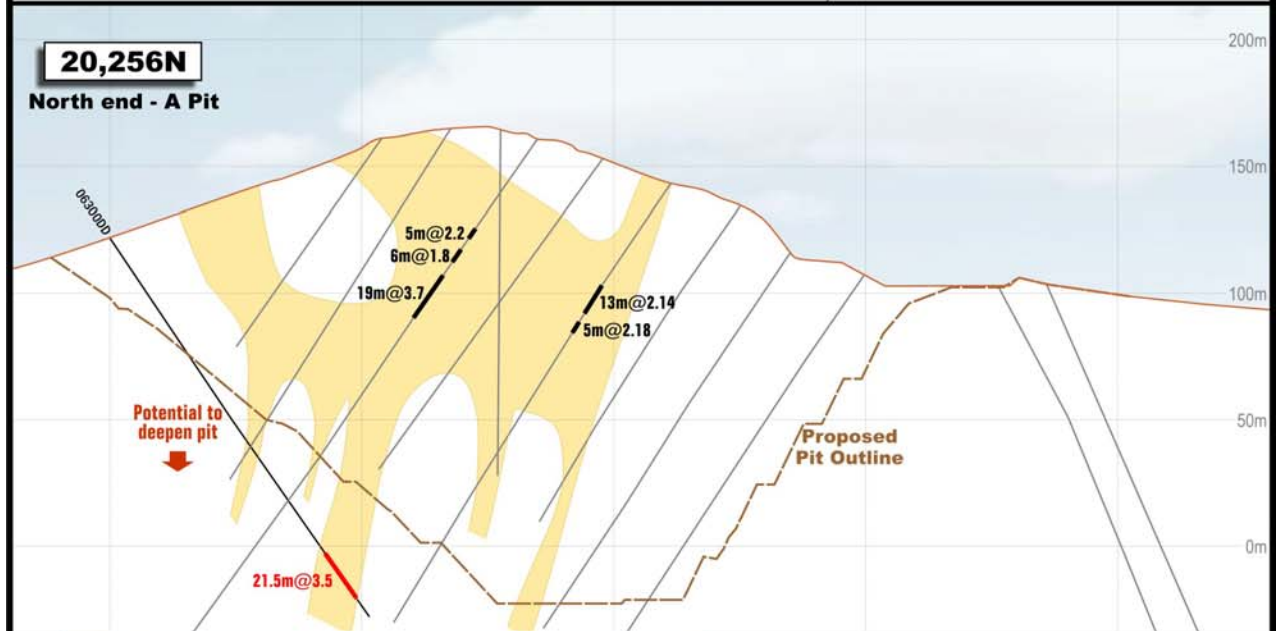 20,256N
North end - A Pit
200m
150m
06300DD
5m@2.2
6m@1.8
19m@3.7
100m
13m@2.14
5m@2.18
Potential to
deepen pit
50m
Proposed
Pit Outline
0m
21.5m@3.5